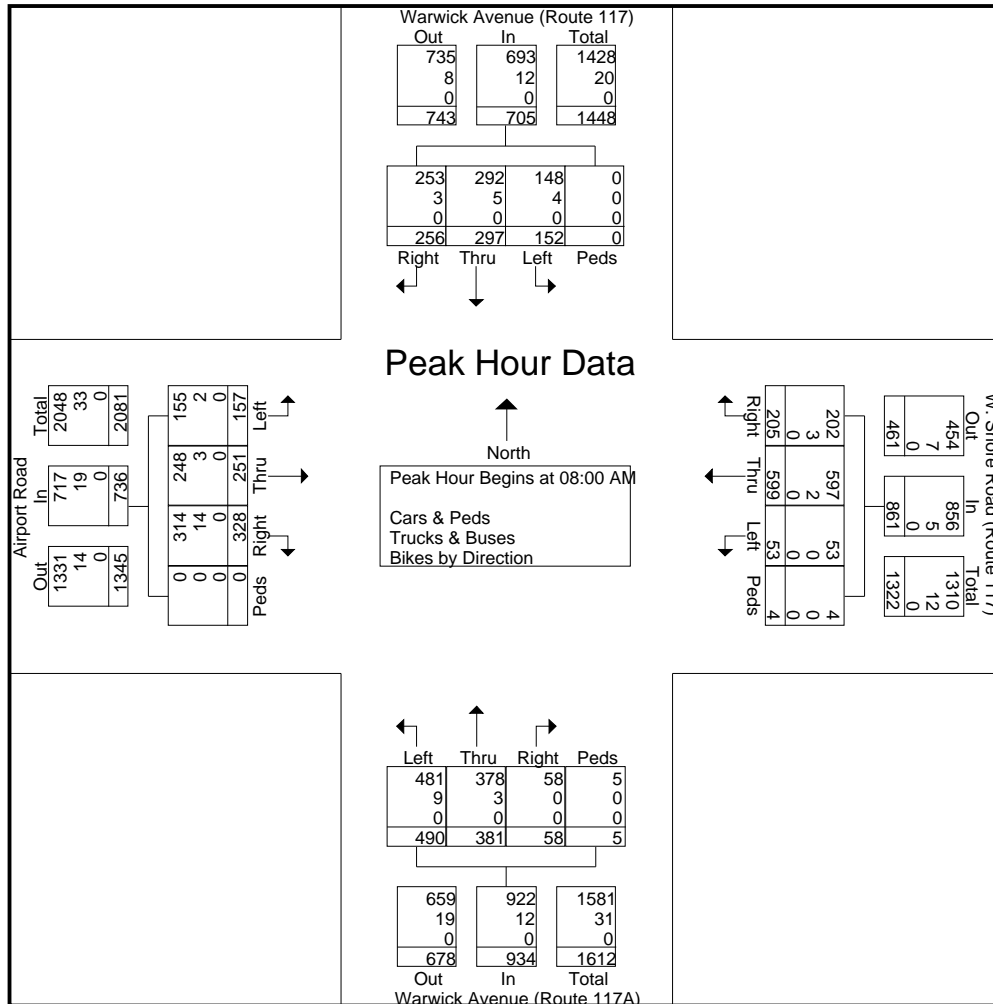 Warwick Avenue (Route 117)
Out In Total
735 693 1428
8 12 20
0 0 0
743 705 1448
253 292 148 0
3 5 4 0
0 0 0 0
256 297 152 0
Right Thru Left Peds
Peak Hour Data
North
Peak Hour Begins at 08:00 AM
Cars & Peds
Trucks & Buses
Bikes by Direction
Airport Road
Out In Total
1331 717 2048
14 19 33
0 0 0
1345 736 2081
Peds Right Thru Left
0 314 248 155
0 14 3 2
0 0 0 0
0 328 251 157
W. Shore Road (Route 117)
Out In Total
454 856 1310
7 5 12
0 0 0
461 861 1322
202 597 53 4
3 2 0 0
0 0 0 0
205 599 53 4
Right Thru Left Peds
Left Thru Right Peds
481 378 58 5
9 3 0 0
0 0 0 0
490 381 58 5
659 922 1581
19 12 31
0 0 0
678 934 1612
Out In Total
Warwick Avenue (Route 117A)